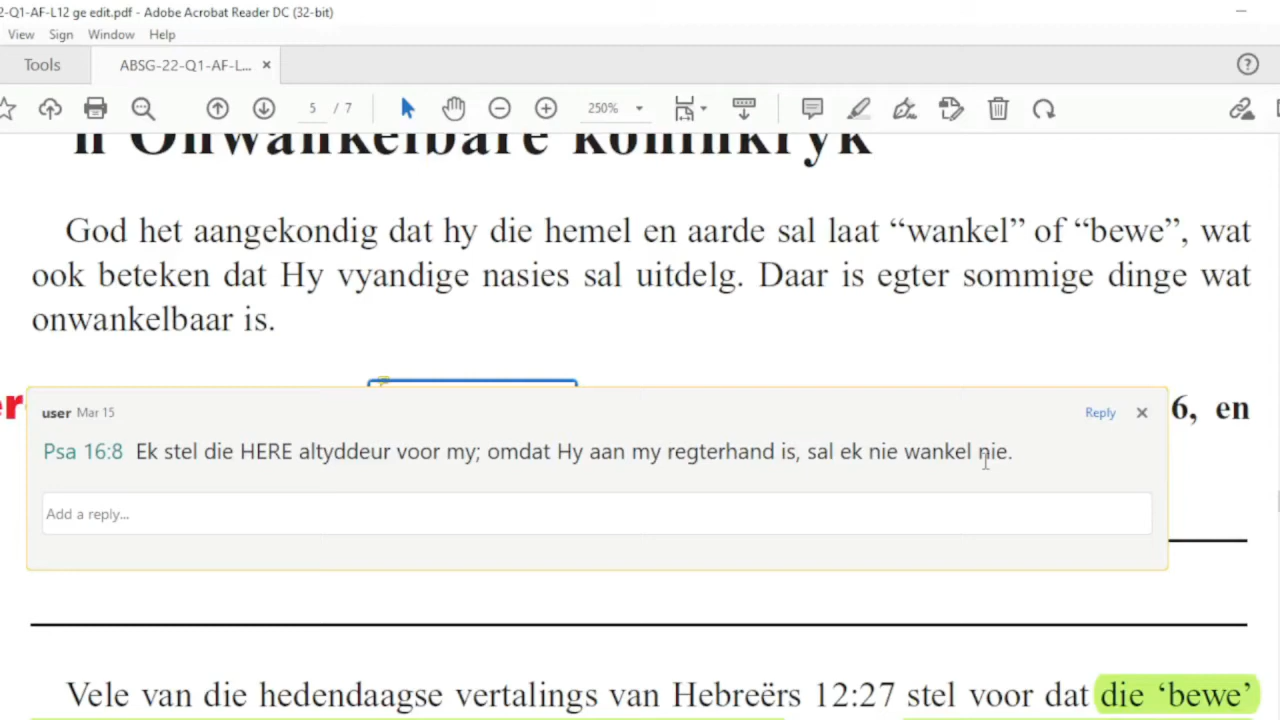 2-Q1-AF-L12 ge edit.pdf - Adobe Acrobat Reader DC (32-bit)
View Sign Window Help
Tools ABSG-22-Q1-AF-L... ×
5 / 7 250%
'n Onwankelbare koninkryk
God het aangekondig dat hy die hemel en aarde sal laat “wankel” of “bewe”, wat
ook beteken dat Hy vyandige nasies sal uitdelg. Daar is egter sommige dinge wat
onwankelbaar is.
er 6, en
user Mar 15 Reply ×
Psa 16:8 Ek stel die HERE altyddeur voor my; omdat Hy aan my regterhand is, sal ek nie wankel nie.
Add a reply...
Vele van die hedendaagse vertalings van Hebreërs 12:27 stel voor dat die ‘bewe’